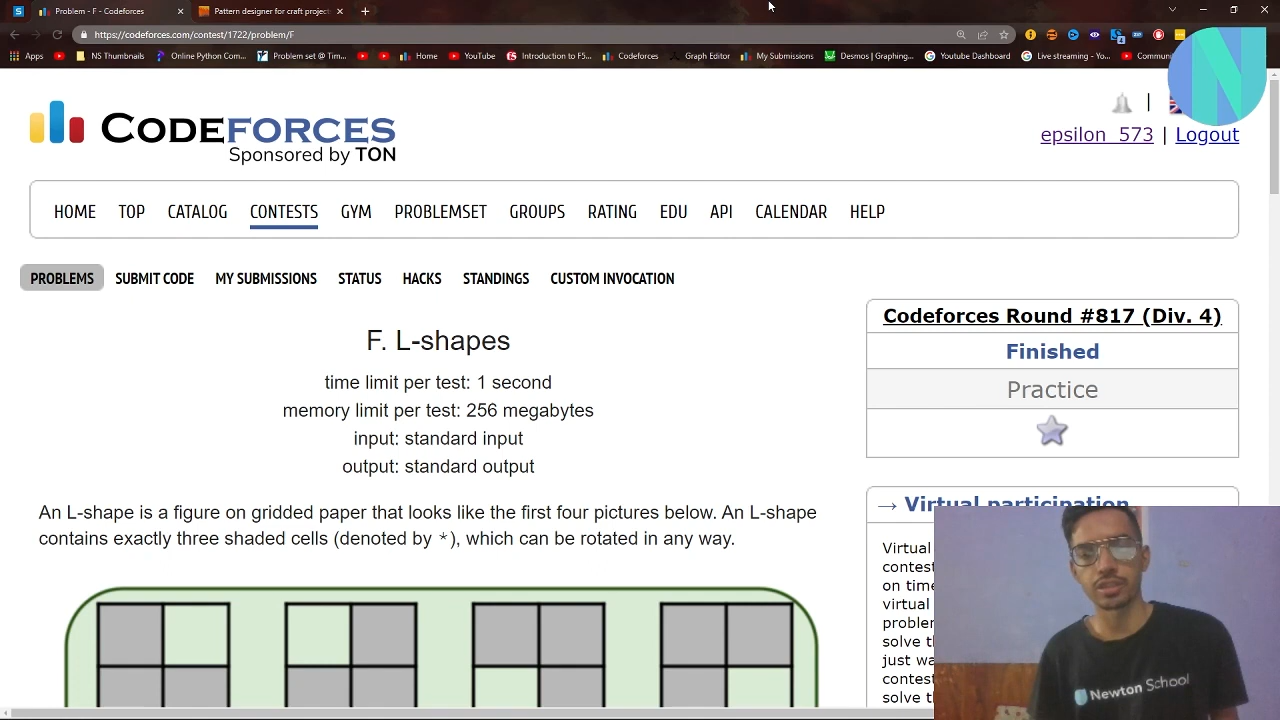 Problem - F - Codeforces
Pattern designer for craft project
https://codeforces.com/contest/1722/problem/F
Apps
NS Thumbnails
Online Python Com...
Problem set @ Tim...
Home
YouTube
Introduction to F5...
Codeforces
Graph Editor
My Submissions
Desmos | Graphing...
Youtube Dashboard
Live streaming - Yo...
Commun
CODEFORCES
Sponsored by TON
epsilon_573 | Logout
HOME TOP CATALOG CONTESTS GYM PROBLEMSET GROUPS RATING EDU API CALENDAR HELP
PROBLEMS SUBMIT CODE MY SUBMISSIONS STATUS HACKS STANDINGS CUSTOM INVOCATION
F. L-shapes
time limit per test: 1 second
memory limit per test: 256 megabytes
input: standard input
output: standard output
An L-shape is a figure on gridded paper that looks like the first four pictures below. An L-shape
contains exactly three shaded cells (denoted by *), which can be rotated in any way.
Codeforces Round #817 (Div. 4)
Finished
Practice
→ Virtual participation
Virtual
contest
on time
virtual
problem
solve th
just wa
contest
solve th
Newton School